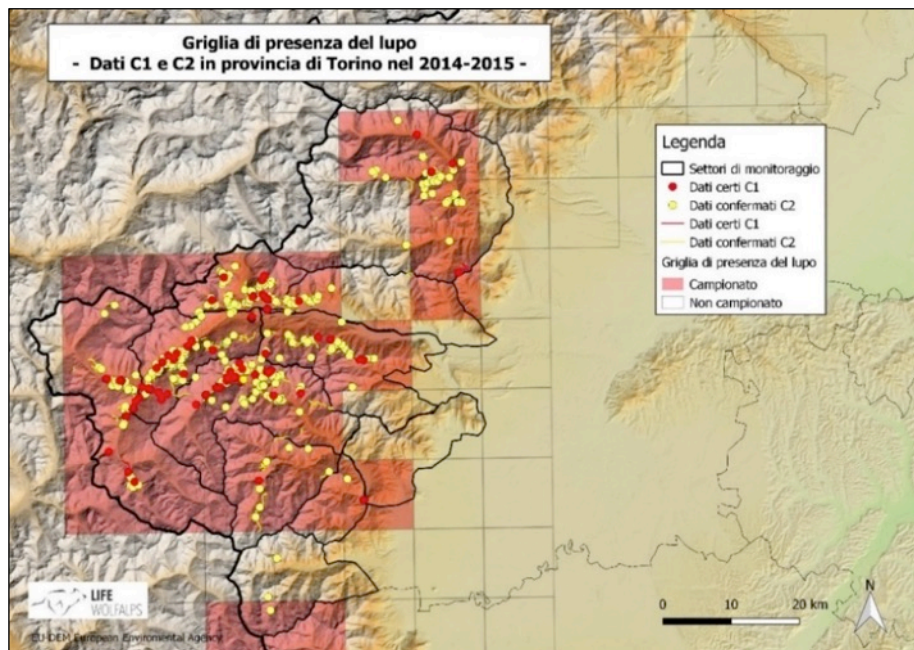 Griglia di presenza del lupo
- Dati C1 e C2 in provincia di Torino nel 2014-2015 -
Legenda
Settori di monitoraggio
Dati certi C1
Dati confermati C2
Dati certi C1
Dati confermati C2
Griglia di presenza del lupo
Campionato
Non campionato
LIFE
WOLFALPS
EU-DEM European Enviromental Agency
N
0 10 20 km